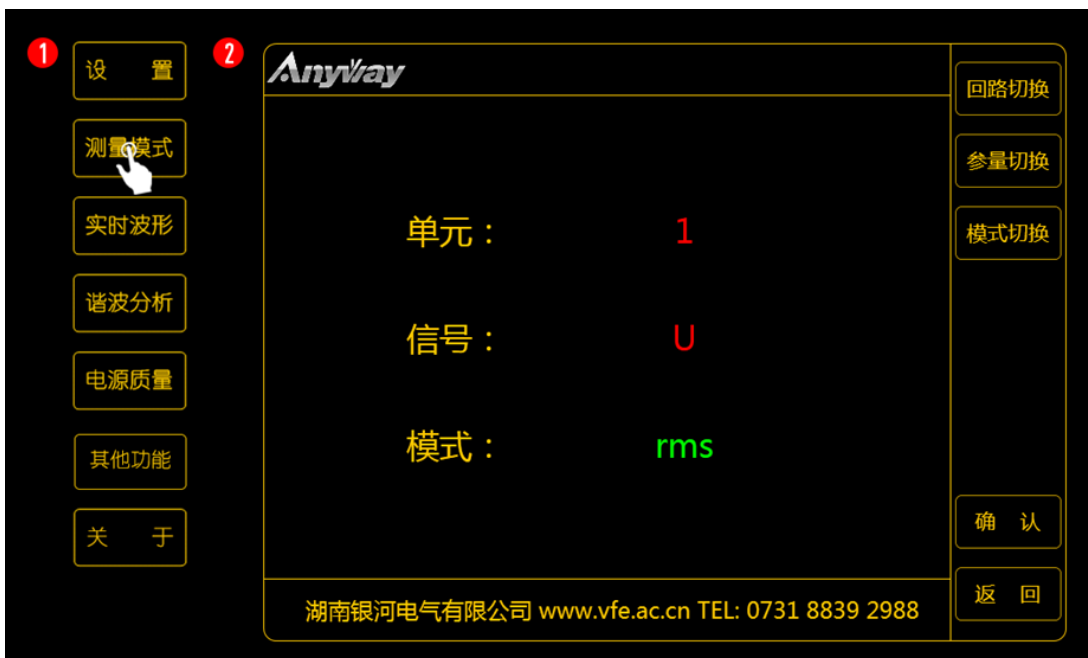 1
设 置
测量模式
实时波形
谐波分析
电源质量
其他功能
关 于
2
Anyway
单元： 1
信号： U
模式： rms
湖南银河电气有限公司 www.vfe.ac.cn TEL: 0731 8839 2988
回路切换
参量切换
模式切换
确 认
返 回